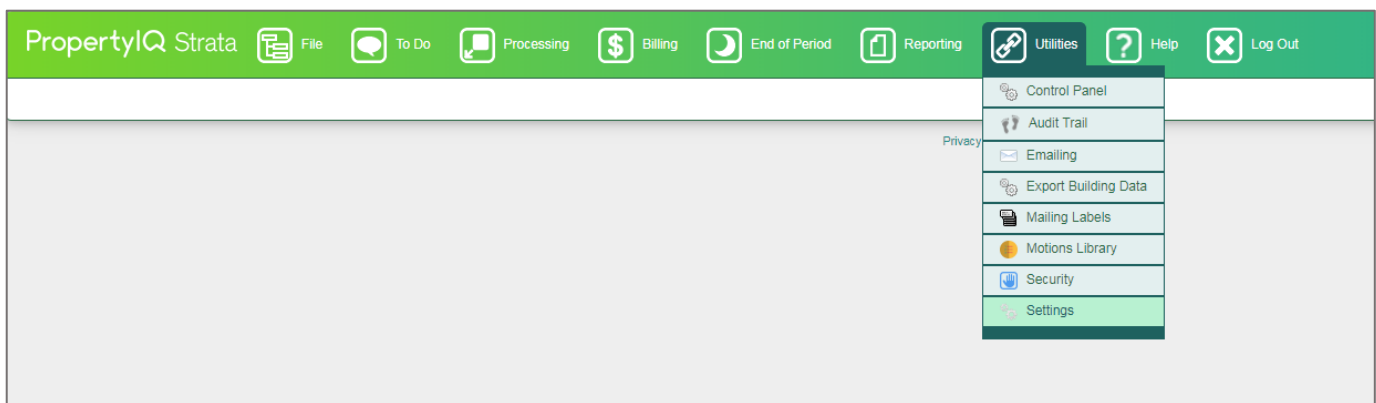 PropertyIQ Strata File To Do Processing Billing End of Period Reporting Utilities Help Log Out
Control Panel
Audit Trail
Privacy
Emailing
Export Building Data
Mailing Labels
Motions Library
Security
Settings